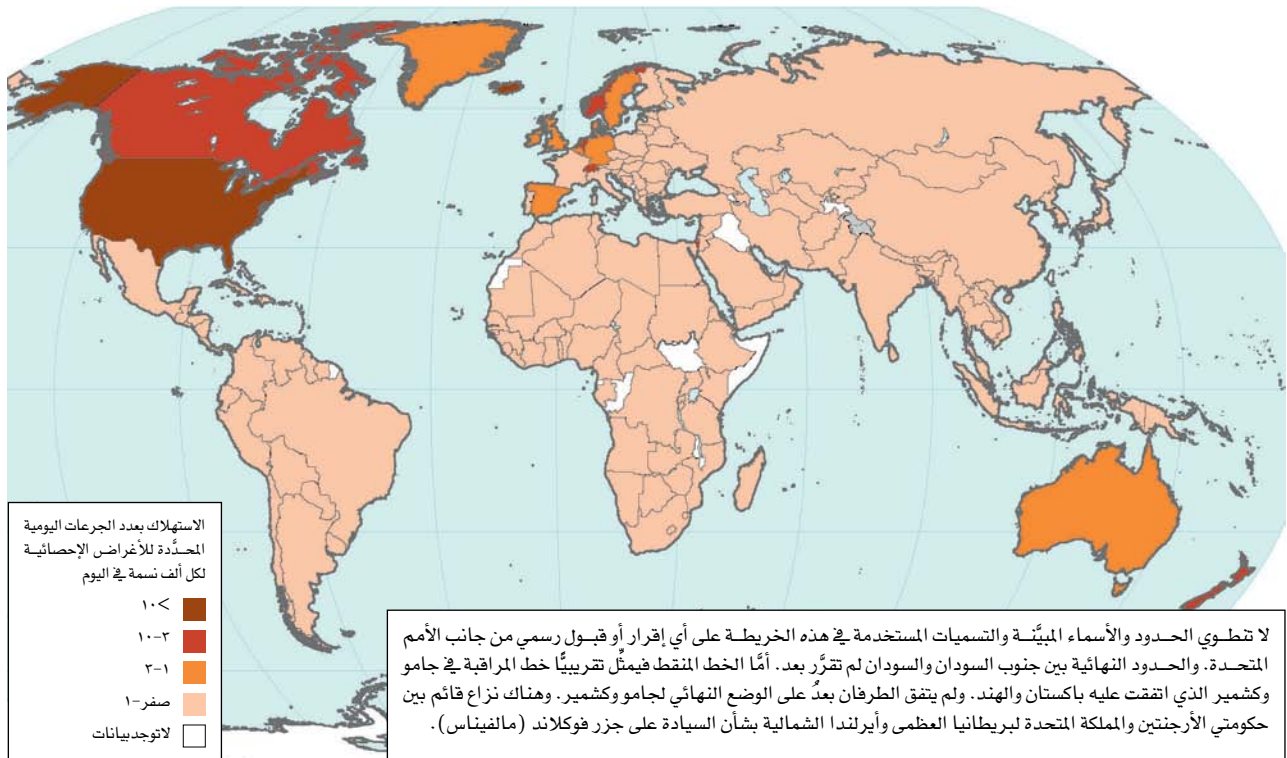 الاستهلاك بعدد الجرعات اليومية
المحدَّدة للأغراض الإحصائية
لكل ألف نسمة في اليوم
>١٠
٣-١٠
١-٣
صفر-١
لاتوجدبيانات
لا تنطوي الحدود والأسماء المبيَّنة والتسميات المستخدمة في هذه الخريطة على أي إقرار أو قبول رسمي من جانب الأمم
المتحدة. والحدود النهائية بين جنوب السودان والسودان لم تقرَّر بعد. أمَّا الخط المنقط فيمثِّل تقريبيًّا خط المراقبة في جامو
وكشمير الذي اتفقت عليه باكستان والهند. ولم يتفق الطرفان بعدُ على الوضع النهائي لجامو وكشمير. وهناك نزاع قائم بين
حكومتي الأرجنتين والمملكة المتحدة لبريطانيا العظمى وأيرلندا الشمالية بشأن السيادة على جزر فوكلاند (مالفيناس).